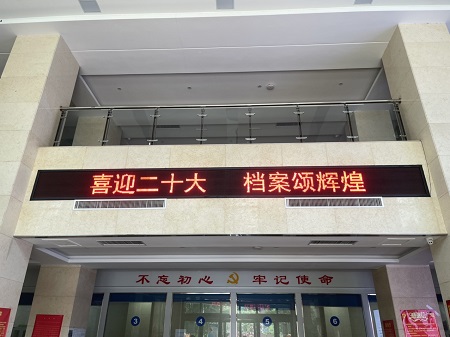 喜迎二十大 档案颂辉煌
不忘初心 牢记使命
2 3 4 5 6